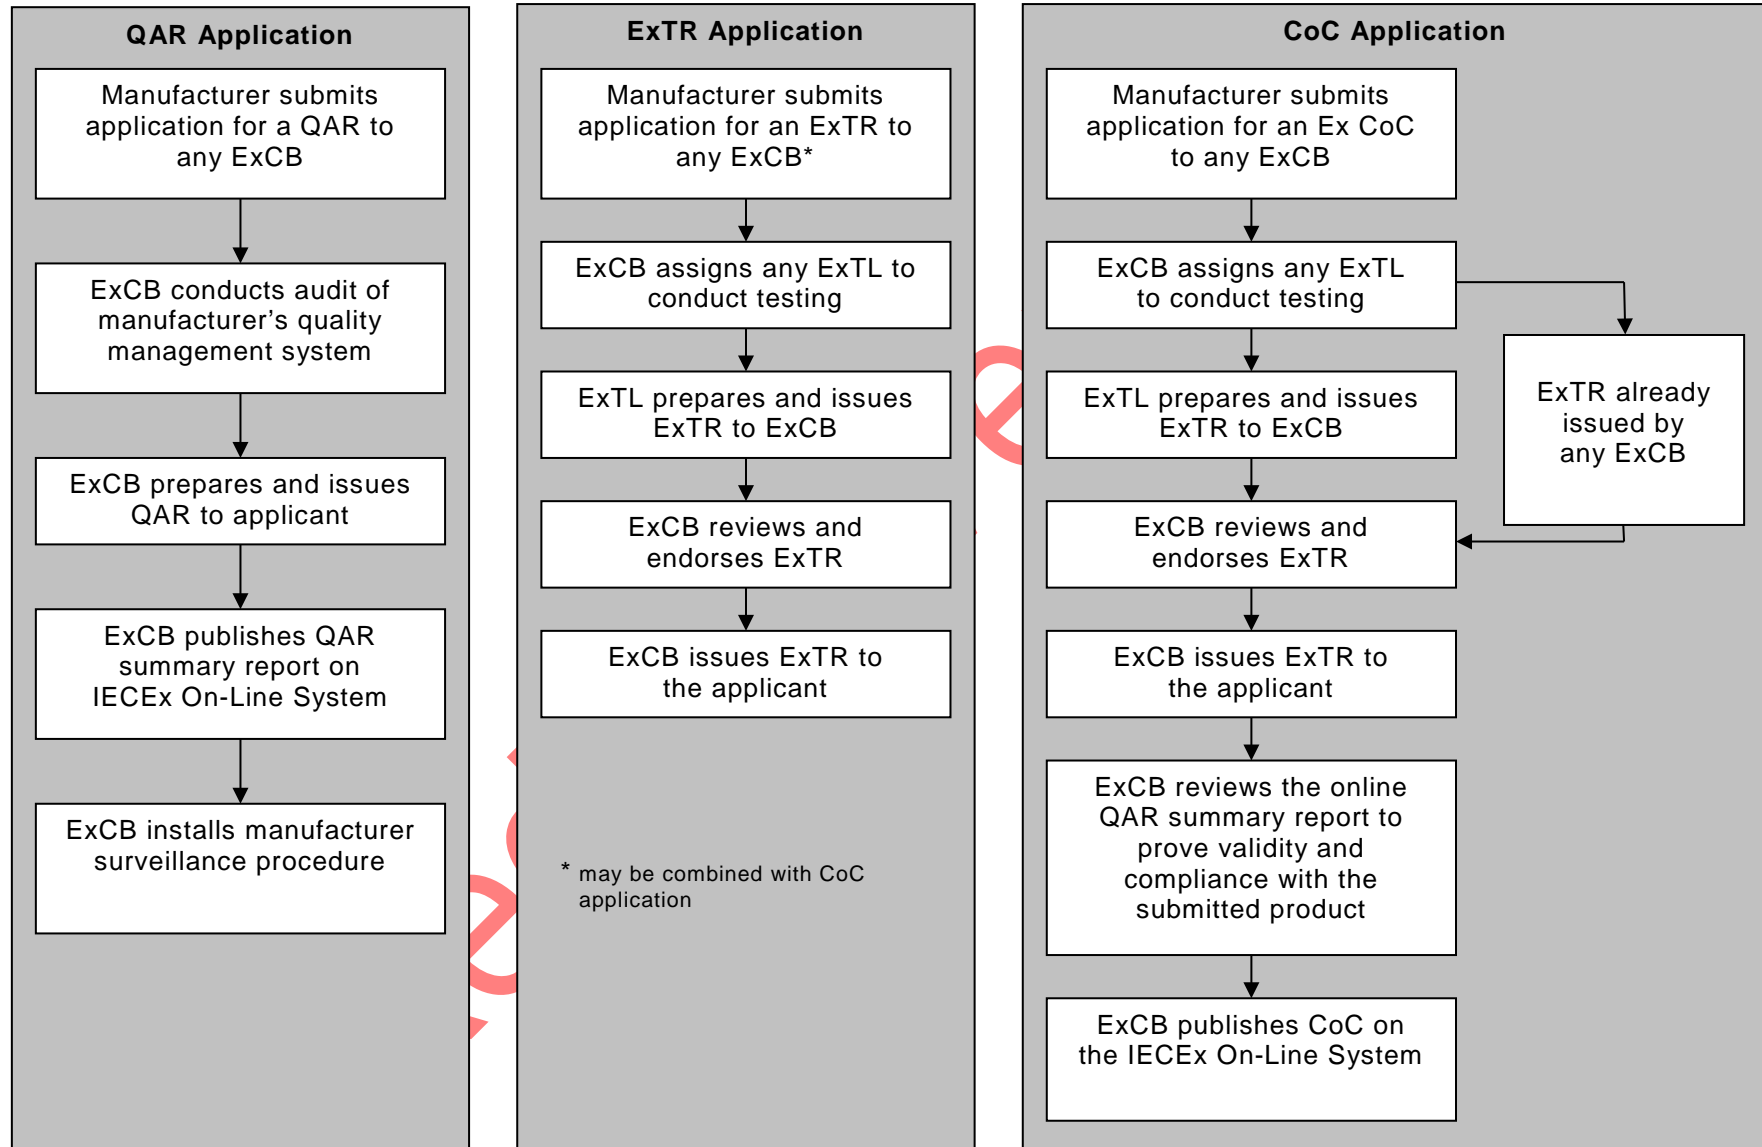 QAR Application
Manufacturer submits
application for a QAR to
any ExCB
ExCB conducts audit of
manufacturer’s quality
management system
ExCB prepares and issues
QAR to applicant
ExCB publishes QAR
summary report on
IECEx On-Line System
ExCB installs manufacturer
surveillance procedure
ExTR Application
Manufacturer submits
application for an ExTR to
any ExCB*
ExCB assigns any ExTL to
conduct testing
ExTL prepares and issues
ExTR to ExCB
ExCB reviews and
endorses ExTR
ExCB issues ExTR to
the applicant
* may be combined with CoC
application
CoC Application
Manufacturer submits
application for an Ex CoC
to any ExCB
ExCB assigns any ExTL
to conduct testing
ExTL prepares and issues
ExTR to ExCB
ExTR already
issued by
any ExCB
ExCB reviews and
endorses ExTR
ExCB issues ExTR to
the applicant
ExCB reviews the online
QAR summary report to
prove validity and
compliance with the
submitted product
ExCB publishes CoC on
the IECEx On-Line System